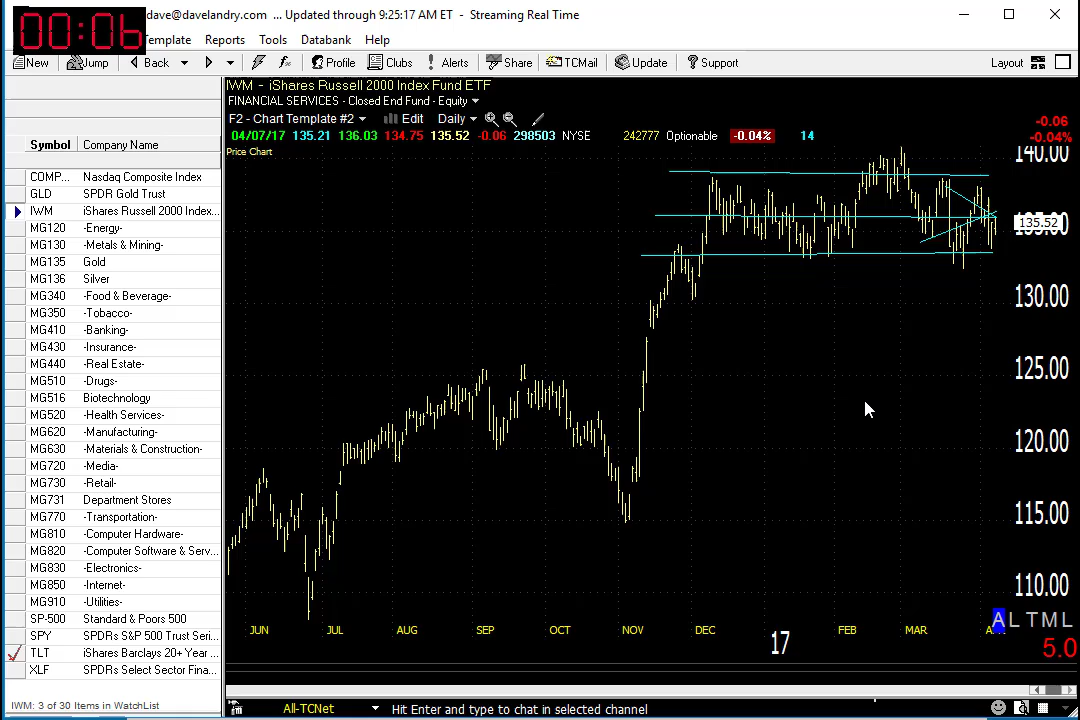 00:06
dave@davelandry.com ... Updated through 9:25:17 AM ET - Streaming Real Time
Template Reports Tools Databank Help
New Jump Back Profile Clubs Alerts Share TCMail Update Support Layout
Symbol Company Name
COMP... Nasdaq Composite Index
GLD SPDR Gold Trust
IWM iShares Russell 2000 Index...
MG120 -Energy-
MG130 -Metals & Mining-
MG135 Gold
MG136 Silver
MG340 -Food & Beverage-
MG350 -Tobacco-
MG410 -Banking-
MG430 -Insurance-
MG440 -Real Estate-
MG510 -Drugs-
MG516 Biotechnology
MG520 -Health Services-
MG620 -Manufacturing-
MG630 -Materials & Construction-
MG720 -Media-
MG730 -Retail-
MG731 Department Stores
MG770 -Transportation-
MG810 -Computer Hardware-
MG820 -Computer Software & Serv...
MG830 -Electronics-
MG850 -Internet-
MG910 -Utilities-
SP-500 Standard & Poors 500
SPY SPDRs S&P 500 Trust Seri...
TLT iShares Barclays 20+ Year ...
XLF SPDRs Select Sector Fina...
IWM: 3 of 30 Items in WatchList
IWM - iShares Russell 2000 Index Fund ETF
FINANCIAL SERVICES - Closed End Fund - Equity
F2 - Chart Template #2 Edit Daily
04/07/17 135.21 136.03 134.75 135.52 -0.06 298503 NYSE 242777 Optionable -0.04% 14
-0.06
-0.04%
Price Chart
140.00
135.52
130.00
125.00
120.00
115.00
110.00
JUN JUL AUG SEP OCT NOV DEC 17 FEB MAR
A L T M L
5.0
All-TCNet Hit Enter and type to chat in selected channel